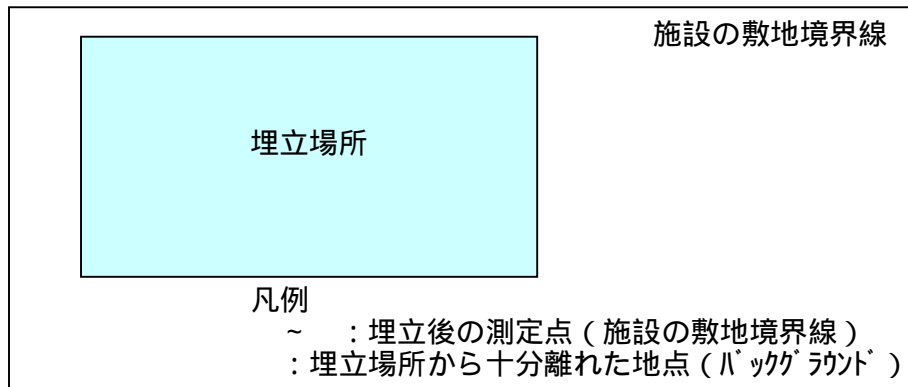 施設の敷地境界線
埋立場所
凡例
~ :埋立後の測定点(施設の敷地境界線)
:埋立場所から十分離れた地点(バックグラウンド)